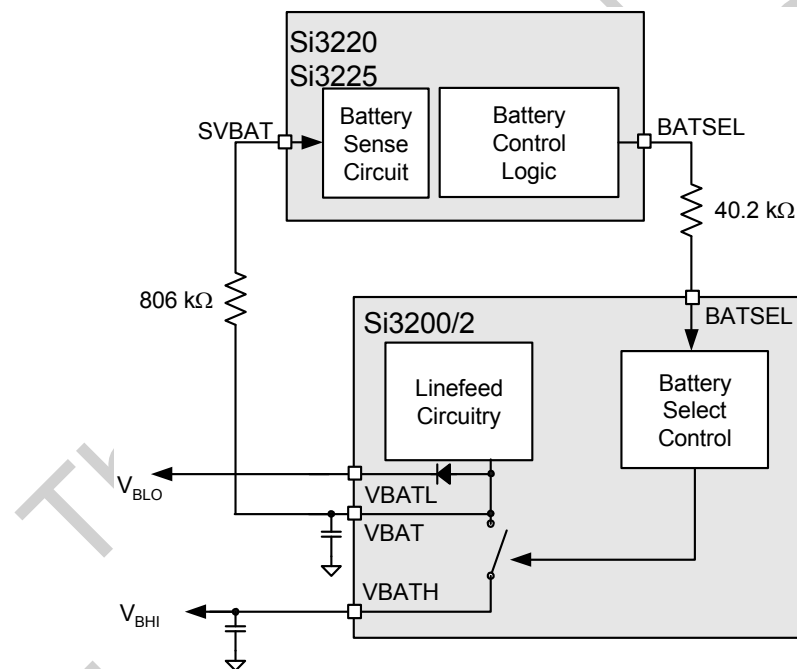 Si3220
Si3225
Battery
Sense
Circuit
Battery
Control
Logic
SVBAT
BATSEL
40.2 kΩ
806 kΩ
BATSEL
Si3200/2
Linefeed
Circuitry
Battery
Select
Control
VBLO
VBATL
VBAT
VBATH
VBHI